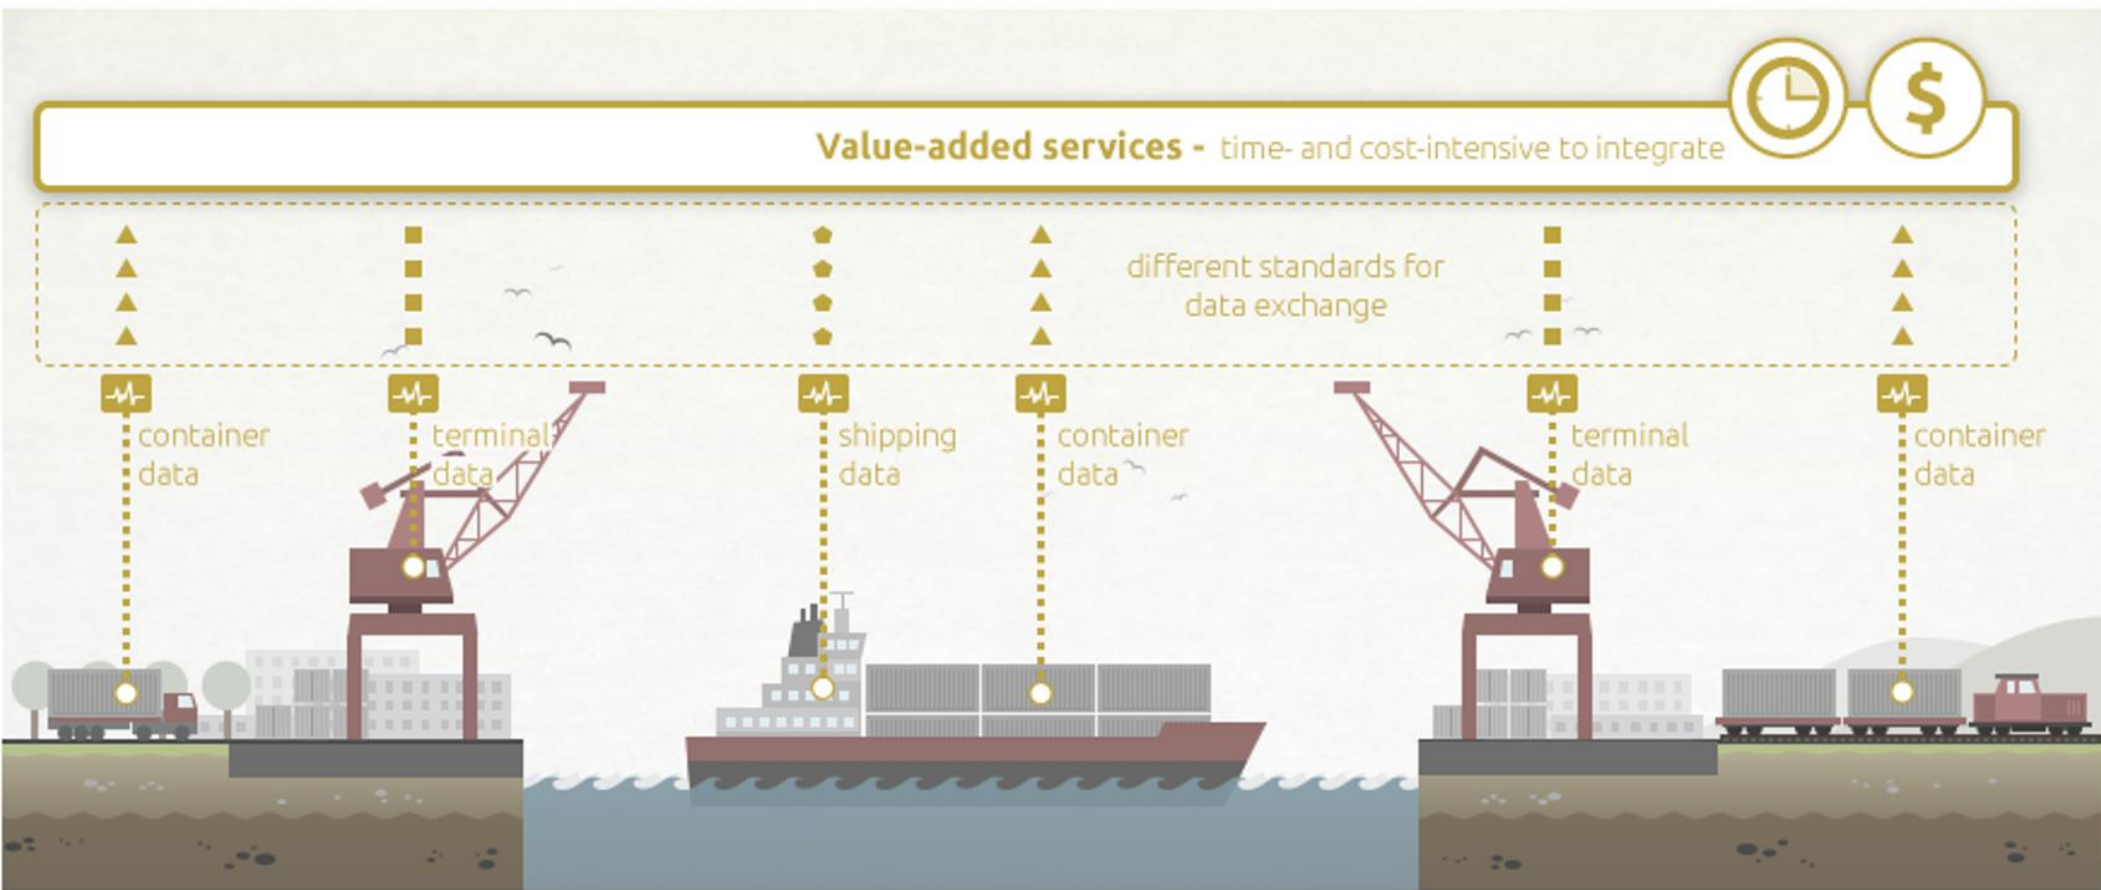 $
Value-added services - time- and cost-intensive to integrate
different standards for
data exchange
container
data
terminal
data
shipping
data
container
data
terminal
data
container
data